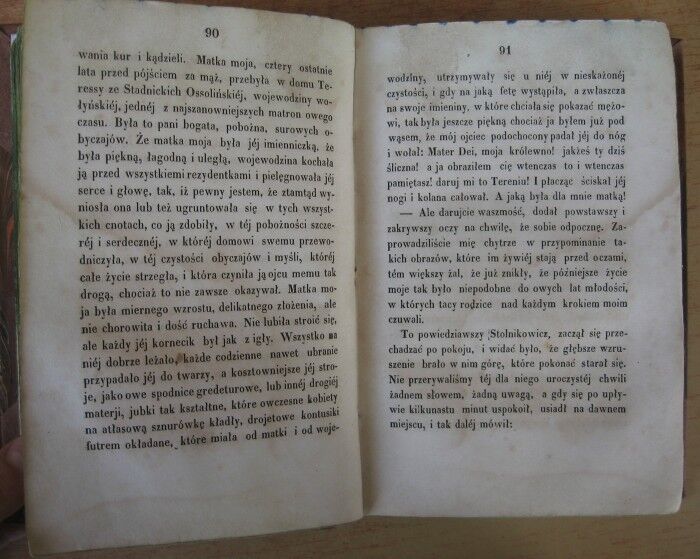 90
wania kur i kądzieli. Matka moja, cztery ostatnie
lata przed pójściem za mąż, przebyła w domu Te-
ressy ze Stadnickich Ossolińskiéj, wojewodziny wo-
łyńskiéj, jednéj z najszanowniejszych matron owego
czasu. Była to pani bogata, pobożna, surowych o-
byczajów. Że matka moja była jéj imienniczką, że
była piękną, łagodną i uległą, wojewodzina kochała
ją przed wszystkiemi rezydentkami i pielęgnowała jéj
serce i głowę, tak, iż pewny jestem, że ztamtąd wy-
niosła ona lub też ugruntowała się w tych wszyst-
kich cnotach, co ją zdobiły, w téj pobożności szcze-
réj i serdecznéj, w któréj domowi swemu przewo-
dniczyła, w téj czystości obyczajów i myśli, któréj
całe życie strzegła, i która czyniła ją ojcu memu tak
drogą, chociaż to nie zawsze okazywał. Matka mo-
ja była miernego wzrostu, delikatnego złożenia, ale
nie chorowita i dość ruchawa. Nie lubiła stroić się,
ale każdy jéj kornecik był jak z igły. Wszystko na
niéj dobrze leżało, każde codzienne nawet ubranie
przypadało jéj do twarzy, a kosztowniejsze jéj stro-
je, jako owe spodnice gredeturowe, lub innéj drogiéj
materji, jubki tak kształtne, które owczesne kobiety
na atłasową sznurówkę kładły, drojetowe kontusiki
futrem okładane, które miała od matki i od woje-
91
wodziny, utrzymywały się u niéj w nieskażonéj
czystości, i gdy na jaką fetę wystąpiła, a zwłaszcza
na swoje imieniny, w które chciała się pokazać mężo-
wi, tak była jeszcze piękną chociaż ja byłem już pod
wąsem, że mój ojciec podochocony padał jéj do nóg
i wołał: Mater Dei, moja królewno! jakżeś ty dziś
śliczna! a ja obraziłem cię wtenczas to i wtenczas
pamiętasz! daruj mi to Tereniu! I płacząc ściskał jéj
nogi i kolana całował. A jaką była dla mnie matką!
— Ale darujcie waszmość, dodał powstawszy i
zakrywszy oczy na chwilę, że sobie odpocznę. Za-
prowadziliście mię chytrze w przypominanie ta-
kich obrazów, które im żywiéj stają przed oczami,
tém większy żal, że już znikły, że późniejsze życie
moje tak było niepodobne do owych lat młodości,
w których tacy rodzice nad każdym krokiem moim
czuwali.
To powiedziawszy Stolnikowicz, zaczął się prze-
chadzać po pokoju, i widać było, że głębsze wzru-
szenie brało w nim górę, które pokonać starał się.
Nie przerywaliśmy téj dla niego uroczystéj chwili
żadném słowem, żadną uwagą, a gdy się po upły-
wie kilkunastu minut uspokoił, usiadł na dawném
miejscu, i tak daléj mówił: